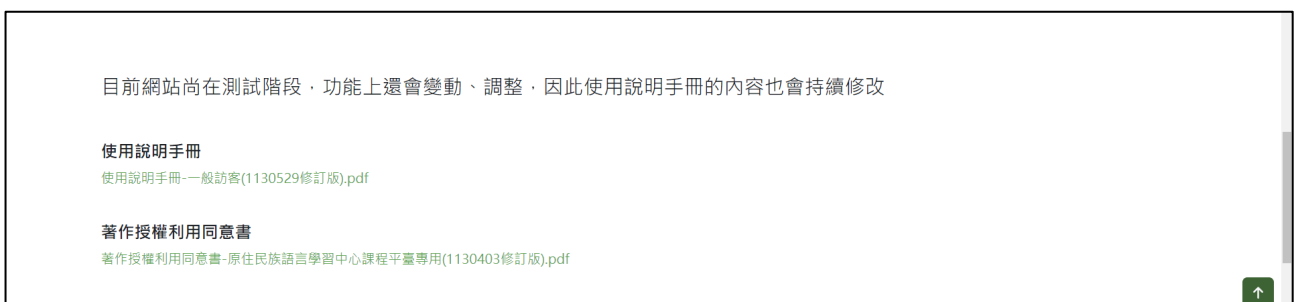 目前網站尚在測試階段，功能上還會變動、調整，因此使用說明手冊的內容也會持續修改
使用說明手冊
使用說明手冊-一般訪客(1130529修訂版).pdf
著作授權利用同意書
著作授權利用同意書-原住民族語言學習中心課程平臺專用(1130403修訂版).pdf